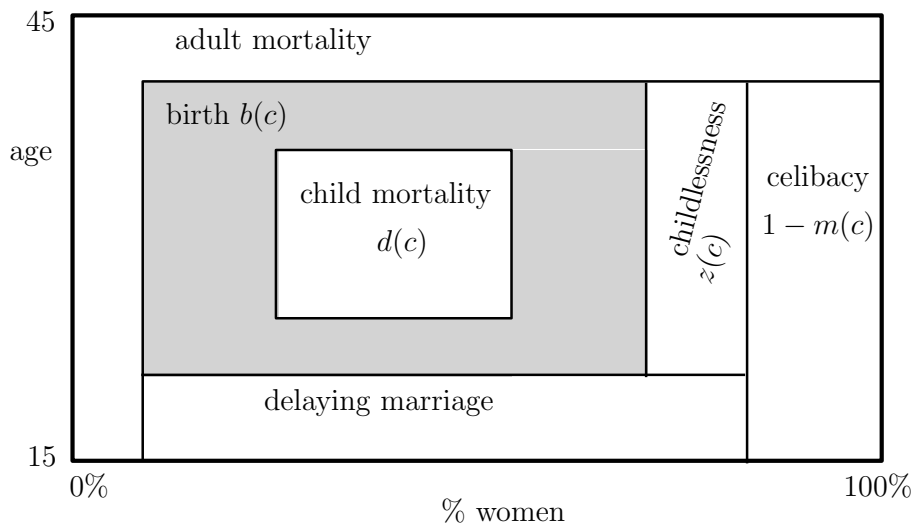 45
adult mortality
birth b(c)
age
child mortality
d(c)
childlessness
z(c)
celibacy
1 − m(c)
delaying marriage
15
0%
100%
% women